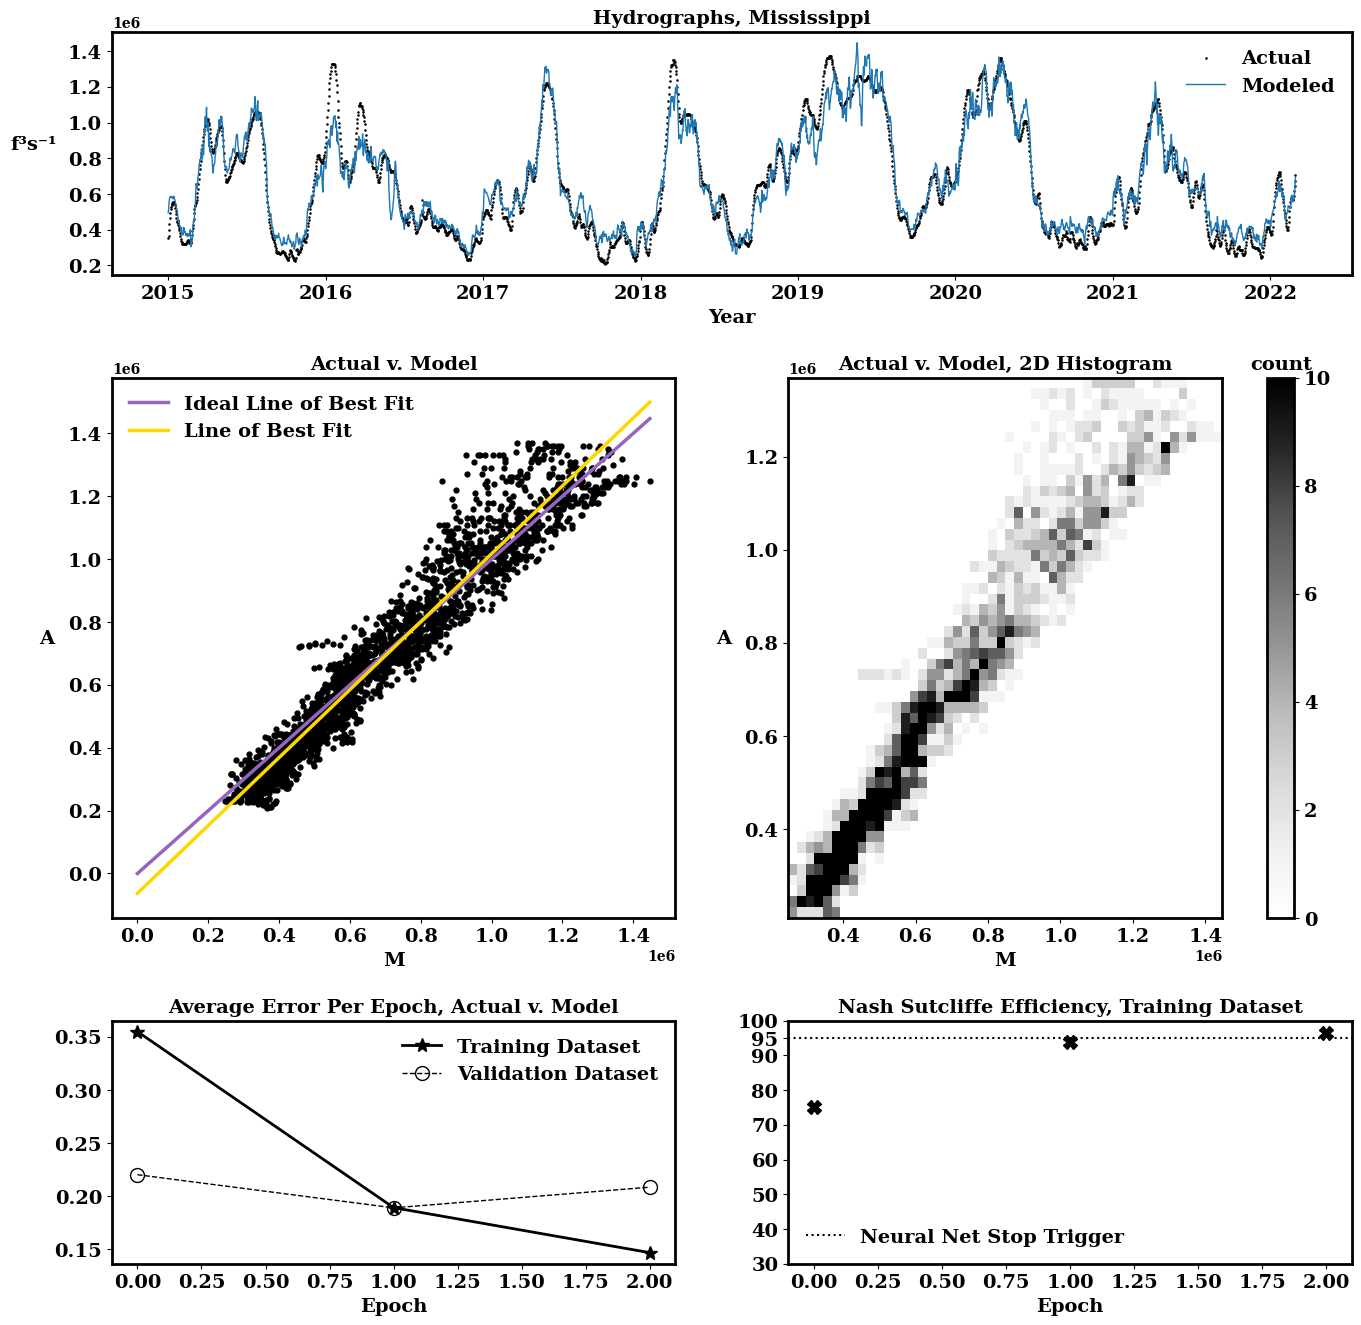 Hydrographs, Mississippi
1e6
1.4
1.2
1.0
0.8
0.6
0.4
0.2
f³s⁻¹
Actual
Modeled
2015 2016 2017 2018 2019 2020 2021 2022
Year
Actual v. Model
1e6
Ideal Line of Best Fit
Line of Best Fit
1.4
1.2
1.0
0.8
0.6
0.4
0.2
0.0
A
0.0 0.2 0.4 0.6 0.8 1.0 1.2 1.4
1e6
M
Actual v. Model, 2D Histogram
1e6
1.2
1.0
0.8
0.6
0.4
A
0.4 0.6 0.8 1.0 1.2 1.4
1e6
M
count
10
8
6
4
2
0
Average Error Per Epoch, Actual v. Model
0.35
0.30
0.25
0.20
0.15
Training Dataset
Validation Dataset
0.00 0.25 0.50 0.75 1.00 1.25 1.50 1.75 2.00
Epoch
Nash Sutcliffe Efficiency, Training Dataset
100
95
90
80
70
60
50
40
30
Neural Net Stop Trigger
0.00 0.25 0.50 0.75 1.00 1.25 1.50 1.75 2.00
Epoch